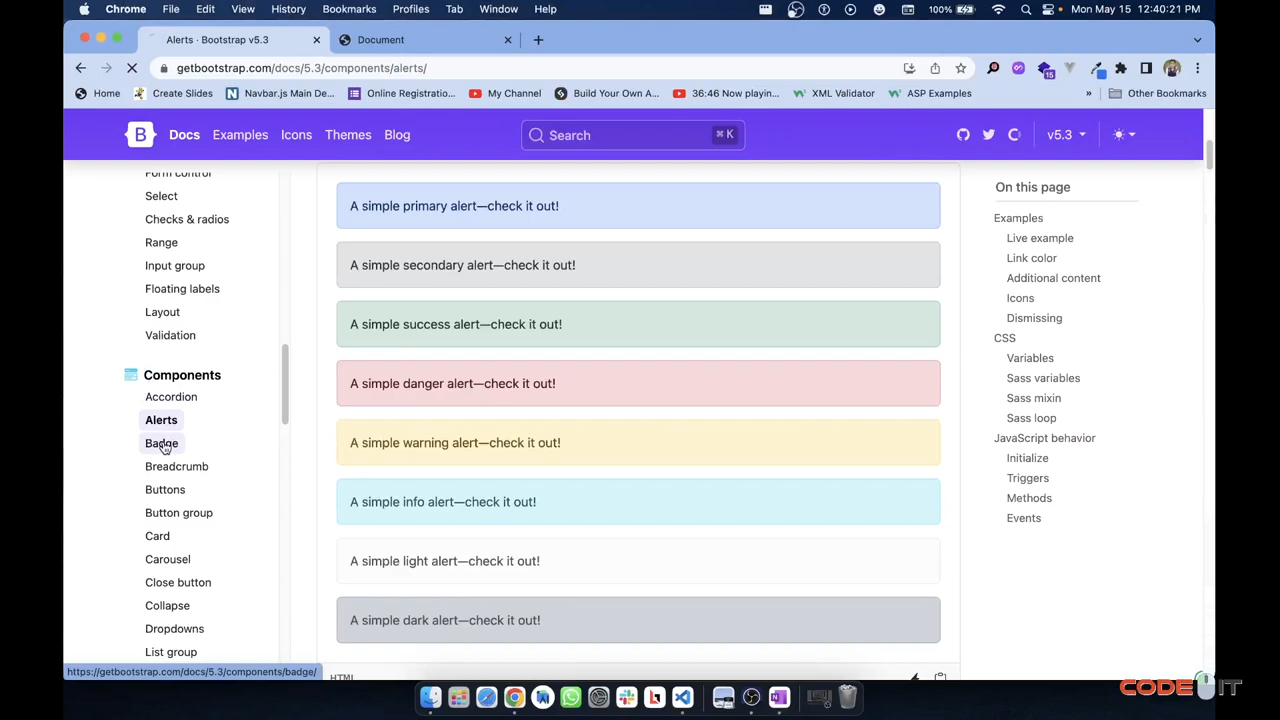 Chrome File Edit View History Bookmarks Profiles Tab Window Help 100% Mon May 15 12:40:21 PM
Alerts · Bootstrap v5.3 Document
getbootstrap.com/docs/5.3/components/alerts/
15
Home Create Slides Navbar.js Main De... Online Registratio... My Channel Build Your Own A... 36:46 Now playin... XML Validator ASP Examples » Other Bookmarks
B Docs Examples Icons Themes Blog Search ⌘ K v5.3
Form control
Select
Checks & radios
Range
Input group
Floating labels
Layout
Validation
Components
Accordion
Alerts
Badge
Breadcrumb
Buttons
Button group
Card
Carousel
Close button
Collapse
Dropdowns
List group
A simple primary alert—check it out!
A simple secondary alert—check it out!
A simple success alert—check it out!
A simple danger alert—check it out!
A simple warning alert—check it out!
A simple info alert—check it out!
A simple light alert—check it out!
A simple dark alert—check it out!
HTML
On this page
Examples
Live example
Link color
Additional content
Icons
Dismissing
CSS
Variables
Sass variables
Sass mixin
Sass loop
JavaScript behavior
Initialize
Triggers
Methods
Events
https://getbootstrap.com/docs/5.3/components/badge/
CODE IT